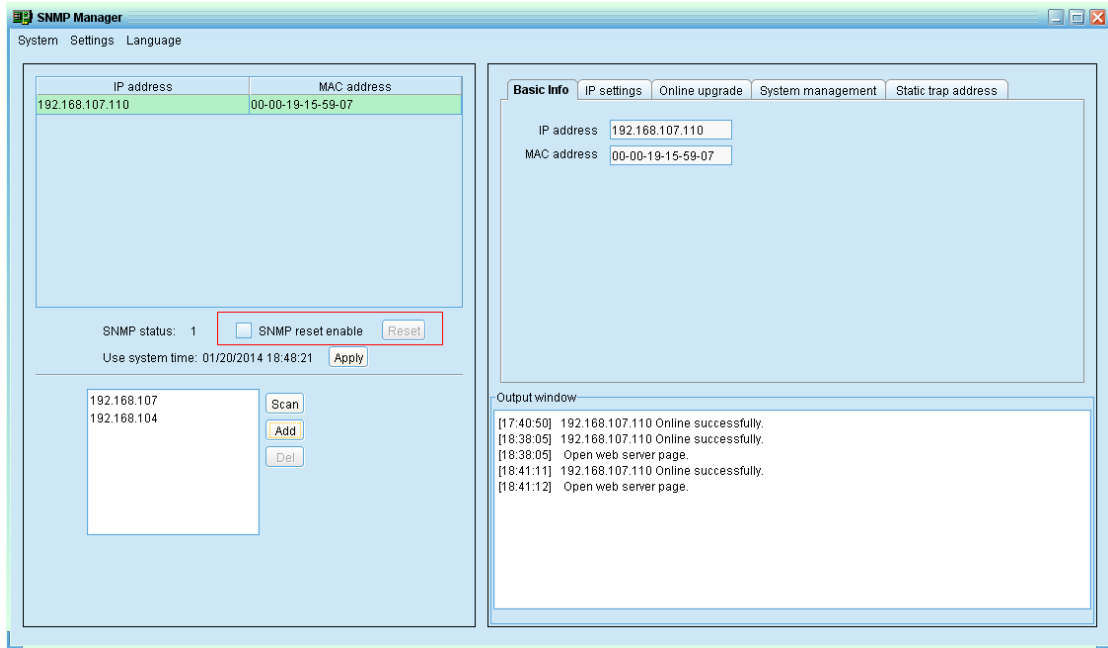 SNMP Manager
System Settings Language
IP address MAC address
192.168.107.110 00-00-19-15-59-07
SNMP status: 1 SNMP reset enable Reset
Use system time: 01/20/2014 18:48:21 Apply
192.168.107
192.168.104
Scan
Add
Del
Basic Info IP settings Online upgrade System management Static trap address
IP address 192.168.107.110
MAC address 00-00-19-15-59-07
Output window
[17:40:50] 192.168.107.110 Online successfully.
[18:38:05] 192.168.107.110 Online successfully.
[18:38:05] Open web server page.
[18:41:11] 192.168.107.110 Online successfully.
[18:41:12] Open web server page.